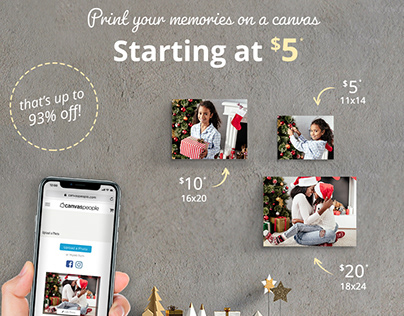 Print your memories on a canvas
Starting at $5*
that's up to
93% off!
$5*
11x14
$10*
16x20
$20*
18x24
canvaspeople
Upload a Photo